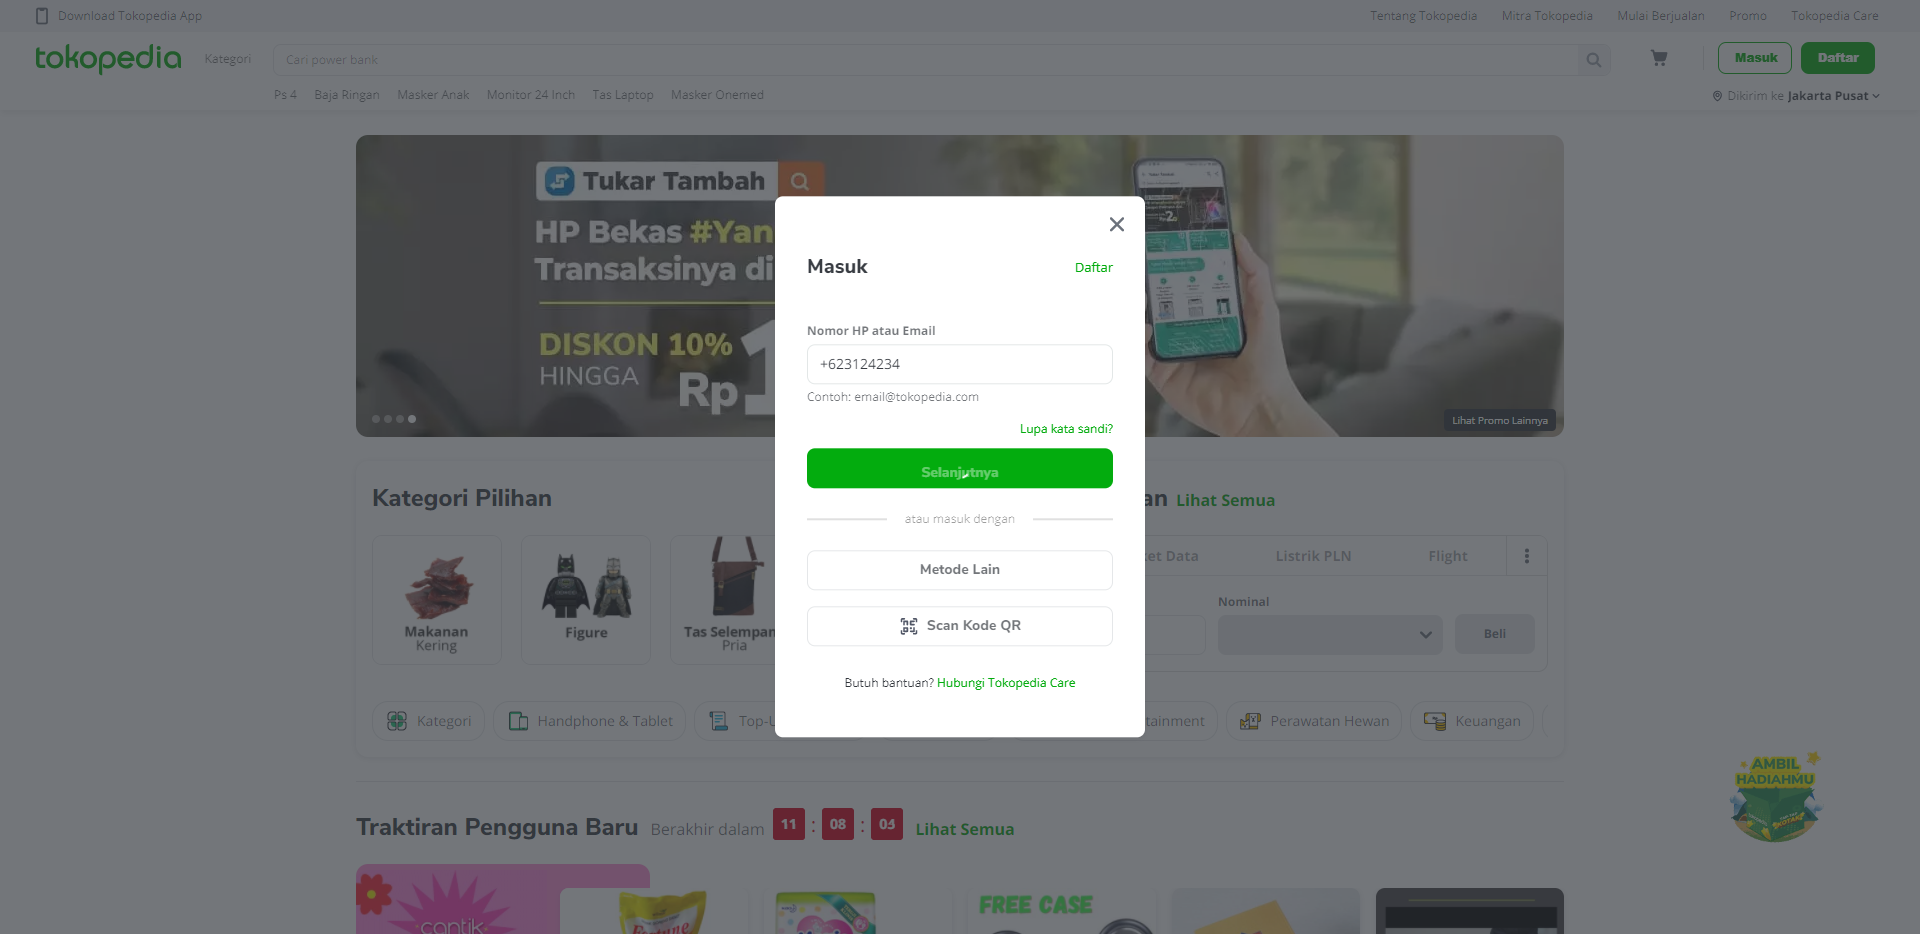 Download Tokopedia App
Tentang Tokopedia Mitra Tokopedia Mulai Berjualan Promo Tokopedia Care
tokopedia Kategori Cari power bank Masuk Daftar
Ps 4 Baja Ringan Masker Anak Monitor 24 Inch Tas Laptop Masker Onemed
Dikirim ke Jakarta Pusat
Tukar Tambah
HP Bekas #Yan
Transaksinya di
DISKON 10%
HINGGA Rp
Lihat Promo Lainnya
Masuk Daftar
Nomor HP atau Email
+623124234
Contoh: email@tokopedia.com
Lupa kata sandi?
Selanjutnya
atau masuk dengan
Metode Lain
Scan Kode QR
Butuh bantuan? Hubungi Tokopedia Care
Kategori Pilihan
an Lihat Semua
Makanan
Kering
Figure
Tas Selempan
Pria
et Data Listrik PLN Flight
Nominal
Beli
Kategori Handphone & Tablet Top-U tainment Perawatan Hewan Keuangan
AMBIL
HADIAHMU
Traktiran Pengguna Baru Berakhir dalam 11 : 08 : Lihat Semua
cantik
Fortune
FREE CASE